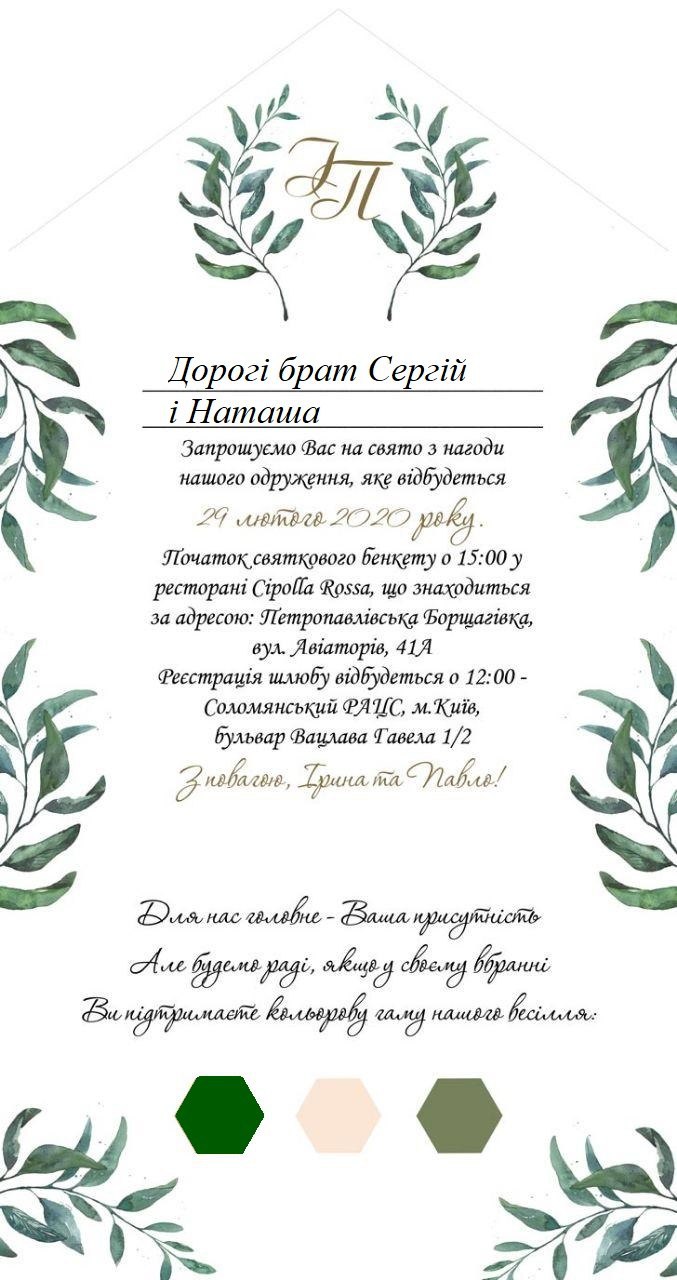 ІП
Дорогі брат Сергій
і Наташа
Запрошуємо Вас на свято з нагоди
нашого одруження, яке відбудеться
29 лютого 2020 року.
Початок святкового бенкету о 15:00 у
ресторані Cipolla Rossa, що знаходиться
за адресою: Петропавлівська Борщагівка,
вул. Авіаторів, 41А
Реєстрація шлюбу відбудеться о 12:00 -
Соломянський РАЦС, м.Київ,
бульвар Вацлава Гавела 1/2
З повагою, Ірина та Павло!
Для нас головне - Ваша присутність
Але будемо раді, якщо у своєму вбранні
Ви підтримаєте кольорову гаму нашого весілля: